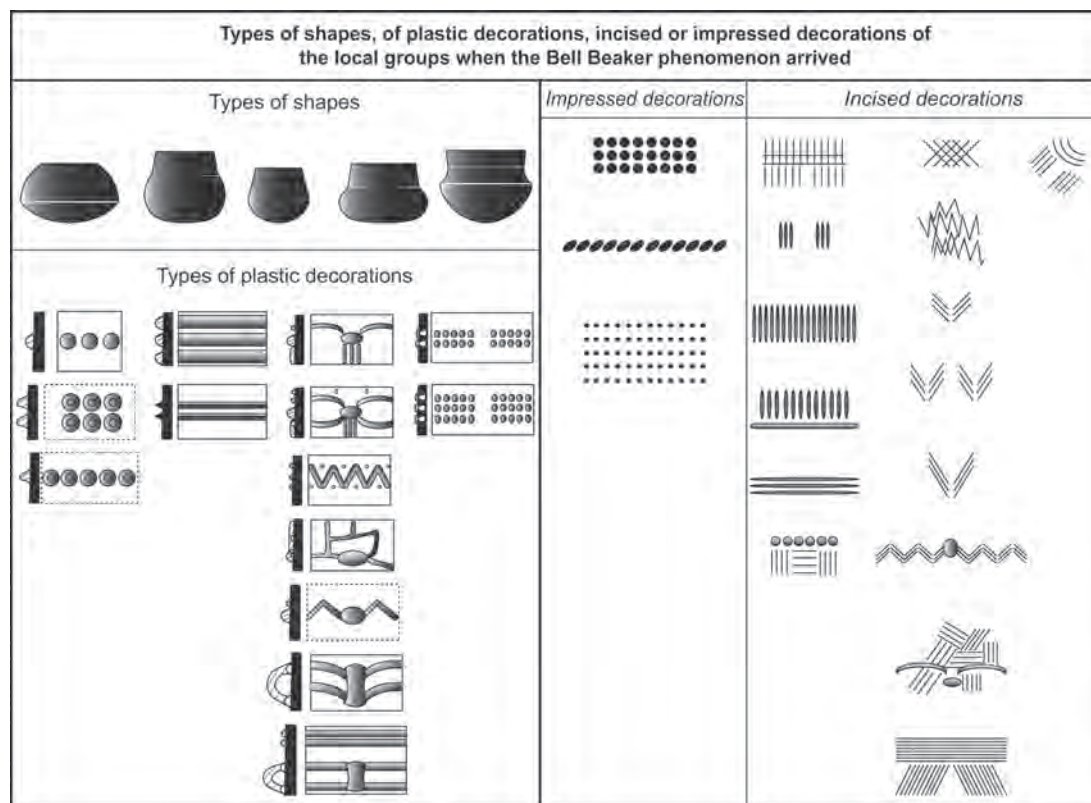 Types of shapes, of plastic decorations, incised or impressed decorations of
the local groups when the Bell Beaker phenomenon arrived
Types of shapes
Impressed decorations
Incised decorations
Types of plastic decorations